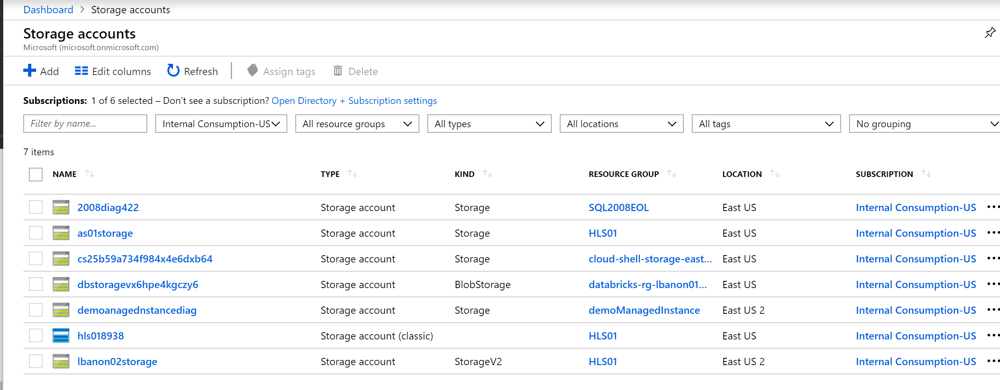 Dashboard > Storage accounts
Storage accounts
Microsoft (microsoft.onmicrosoft.com)
Add Edit columns Refresh Assign tags Delete
Subscriptions: 1 of 6 selected – Don't see a subscription? Open Directory + Subscription settings
Filter by name... Internal Consumption-US All resource groups All types All locations All tags No grouping
7 items
NAME TYPE KIND RESOURCE GROUP LOCATION SUBSCRIPTION
2008diag422 Storage account Storage SQL2008EOL East US Internal Consumption-US
as01storage Storage account Storage HLS01 East US Internal Consumption-US
cs25b59a734f984x4e6dxb64 Storage account Storage cloud-shell-storage-east... East US Internal Consumption-US
dbstoragevx6hpe4kgczy6 Storage account BlobStorage databricks-rg-lbanon01... East US Internal Consumption-US
demoanagednstancediag Storage account Storage demoManagedInstance East US 2 Internal Consumption-US
hls018938 Storage account (classic) HLS01 East US Internal Consumption-US
lbanon02storage Storage account StorageV2 HLS01 East US 2 Internal Consumption-US